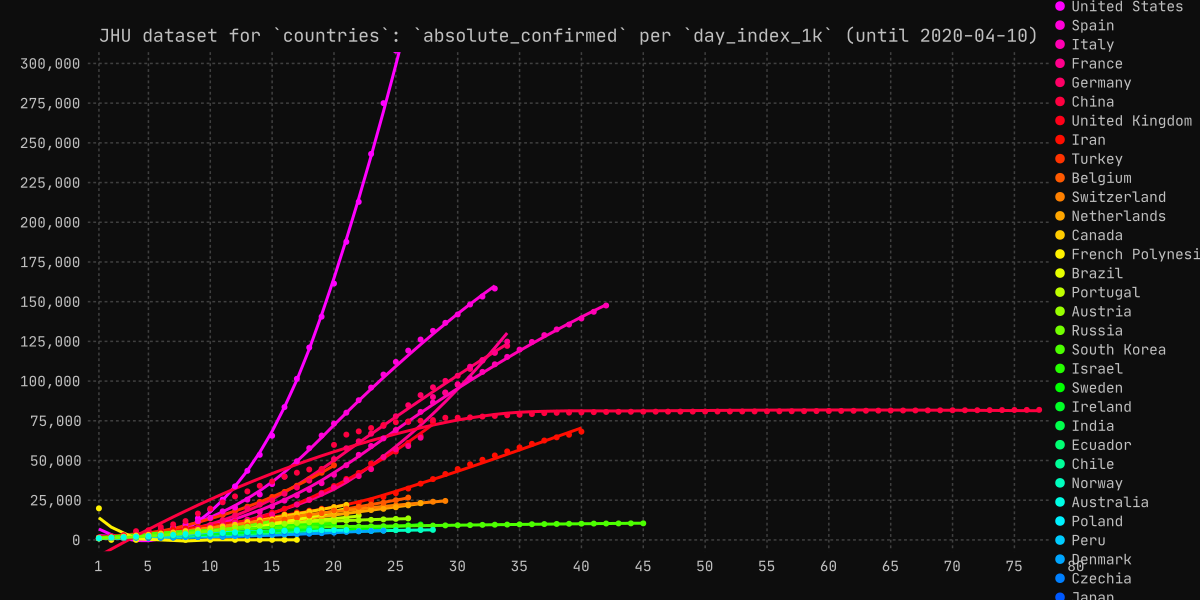 JHU dataset for `countries`: `absolute_confirmed` per `day_index_1k` (until 2020-04-10)
300,000
275,000
250,000
225,000
200,000
175,000
150,000
125,000
100,000
75,000
50,000
25,000
0
1 5 10 15 20 25 30 35 40 45 50 55 60 65 70 75 80
United States
Spain
Italy
France
Germany
China
United Kingdom
Iran
Turkey
Belgium
Switzerland
Netherlands
Canada
French Polynesi
Brazil
Portugal
Austria
Russia
South Korea
Israel
Sweden
Ireland
India
Ecuador
Chile
Norway
Australia
Poland
Peru
Denmark
Czechia
Japan